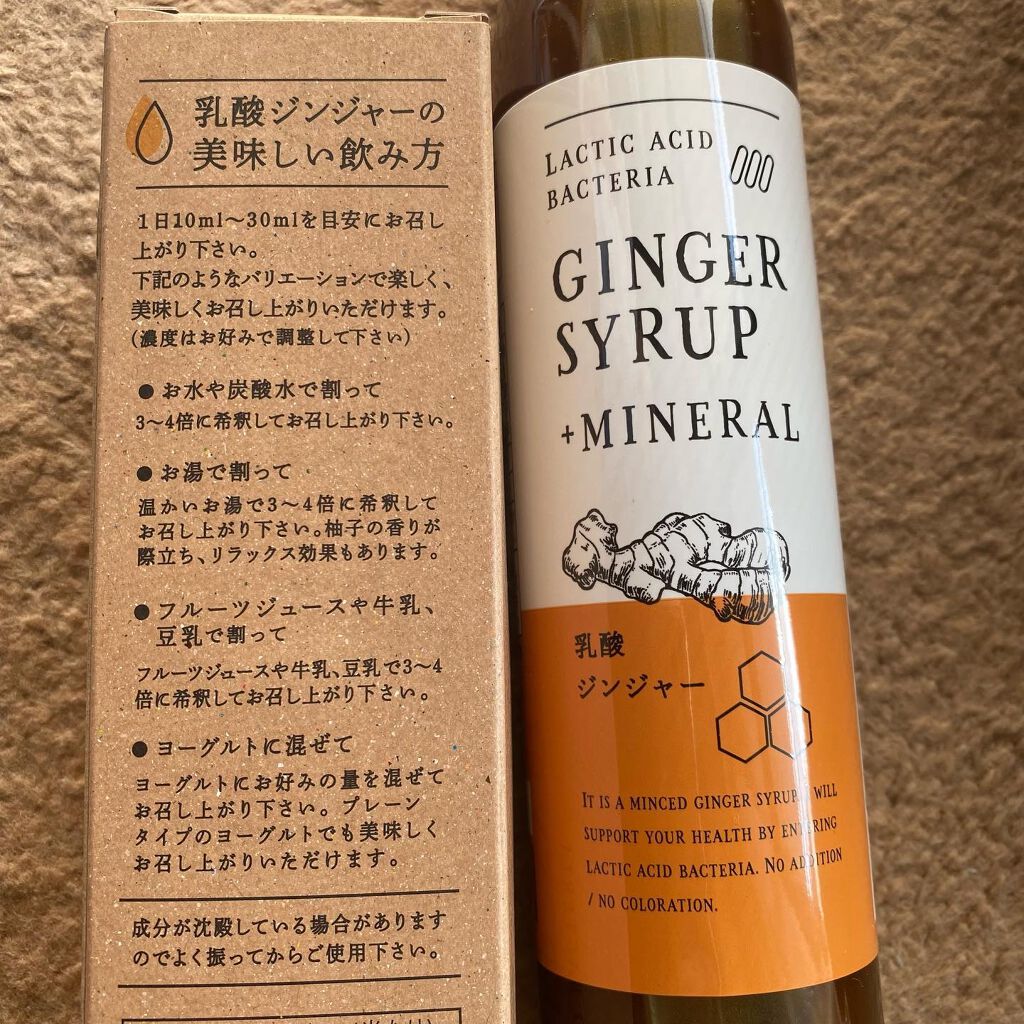 乳酸ジンジャーの
美味しい飲み方
1日10ml～30mlを目安にお召し
上がり下さい。
下記のようなバリエーションで楽しく、
美味しくお召し上がりいただけます。
(濃度はお好みで調整して下さい)
●お水や炭酸水で割って
3～4倍に希釈してお召し上がり下さい。
●お湯で割って
温かいお湯で3～4倍に希釈して
お召し上がり下さい。柚子の香りが
際立ち、リラックス効果もあります。
●フルーツジュースや牛乳、
豆乳で割って
フルーツジュースや牛乳、豆乳で3～4
倍に希釈してお召し上がり下さい。
●ヨーグルトに混ぜて
ヨーグルトにお好みの量を混ぜて
お召し上がり下さい。プレーン
タイプのヨーグルトでも美味しく
お召し上がりいただけます。
成分が沈殿している場合があります
のでよく振ってからご使用下さい。
LACTIC ACID
BACTERIA
GINGER
SYRUP
+MINERAL
乳酸
ジンジャー
IT IS A MINCED GINGER SYRUP. WILL
SUPPORT YOUR HEALTH BY ENTERING
LACTIC ACID BACTERIA. NO ADDITION
/ NO COLORATION.